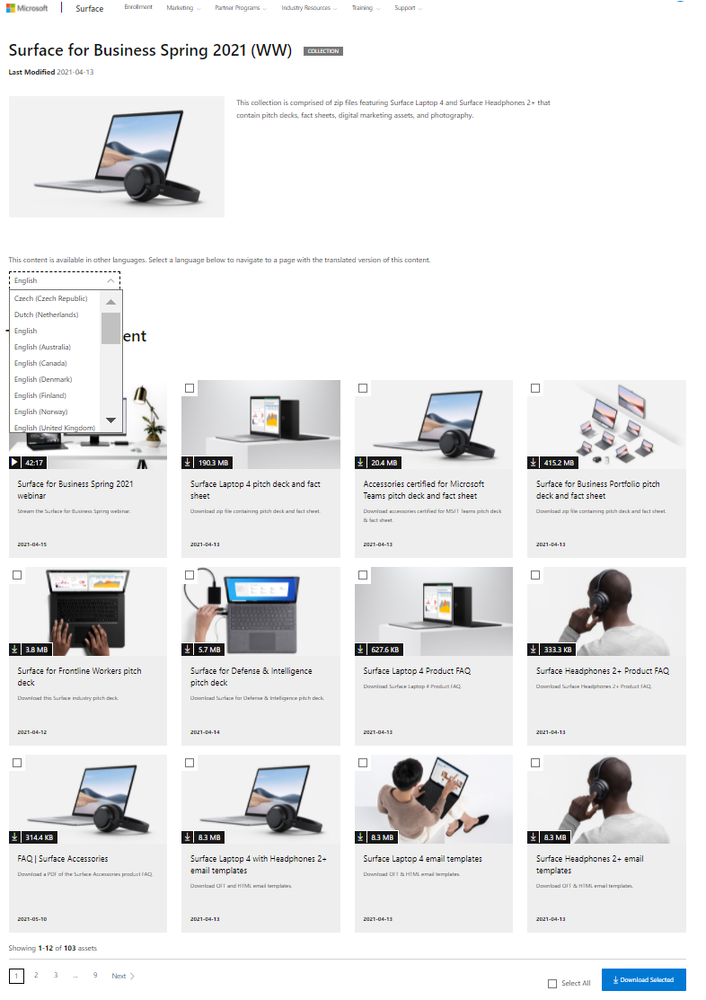 Microsoft
Surface
Enrollment
Marketing
Partner Programs
Industry Resources
Training
Support
Surface for Business Spring 2021 (WW)
COLLECTION
Last Modified 2021-04-13
This collection is comprised of zip files featuring Surface Laptop 4 and Surface Headphones 2+ that
contain pitch decks, fact sheets, digital marketing assets, and photography.
This content is available in other languages. Select a language below to navigate to a page with the translated version of this content.
English
Czech (Czech Republic)
Dutch (Netherlands)
English
English (Australia)
English (Canada)
English (Denmark)
English (Finland)
English (Norway)
English (United Kingdom)
ent
42:17
Surface for Business Spring 2021
webinar
Stream the Surface for Business Spring webinar.
2021-04-15
190.3 MB
Surface Laptop 4 pitch deck and fact
sheet
Download zip file containing pitch deck and fact sheet.
2021-04-13
20.4 MB
Accessories certified for Microsoft
Teams pitch deck and fact sheet
Download accessories certified for MSFT Teams pitch deck
& fact sheet.
2021-04-13
415.2 MB
Surface for Business Portfolio pitch
deck and fact sheet
Download zip file containing pitch deck and fact sheet.
2021-04-13
3.8 MB
Surface for Frontline Workers pitch
deck
Download this Surface industry pitch deck.
2021-04-12
5.7 MB
Surface for Defense & Intelligence
pitch deck
Download Surface for Defense & Intelligence pitch deck.
2021-04-14
627.6 KB
Surface Laptop 4 Product FAQ
Download Surface Laptop 4 Product FAQ.
2021-04-13
333.3 KB
Surface Headphones 2+ Product FAQ
Download Surface Headphones 2+ Product FAQ.
2021-04-13
314.4 KB
FAQ | Surface Accessories
Download a PDF of the Surface Accessories product FAQ.
2021-05-10
8.3 MB
Surface Laptop 4 with Headphones 2+
email templates
Download OFT and HTML email templates.
2021-04-13
8.3 MB
Surface Laptop 4 email templates
Download OFT & HTML email templates.
2021-04-13
8.3 MB
Surface Headphones 2+ email
templates
Download OFT & HTML email templates.
2021-04-13
Showing 1-12 of 103 assets
1 2 3 ... 9 Next
Select All
Download Selected